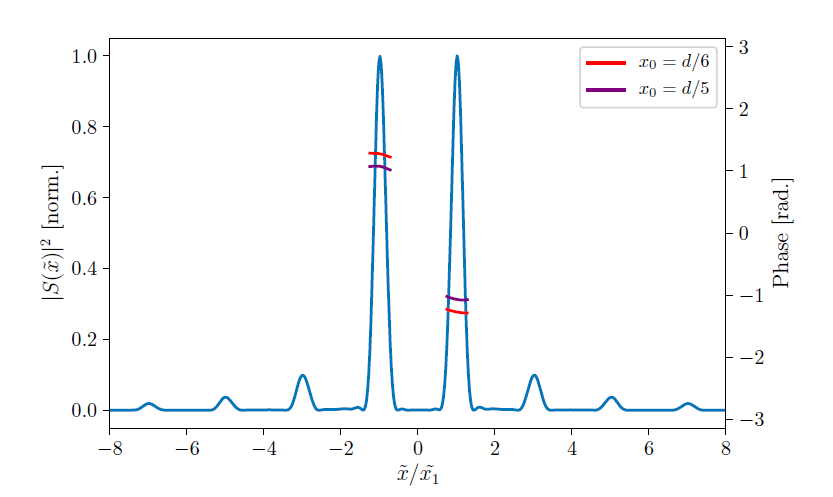 1.0
0.8
0.6
0.4
0.2
0.0
|S(x̃)|² [norm.]
−8 −6 −4 −2 0 2 4 6 8
x̃/x̃₁
3
2
1
0
−1
−2
−3
Phase [rad.]
x₀ = d/6
x₀ = d/5